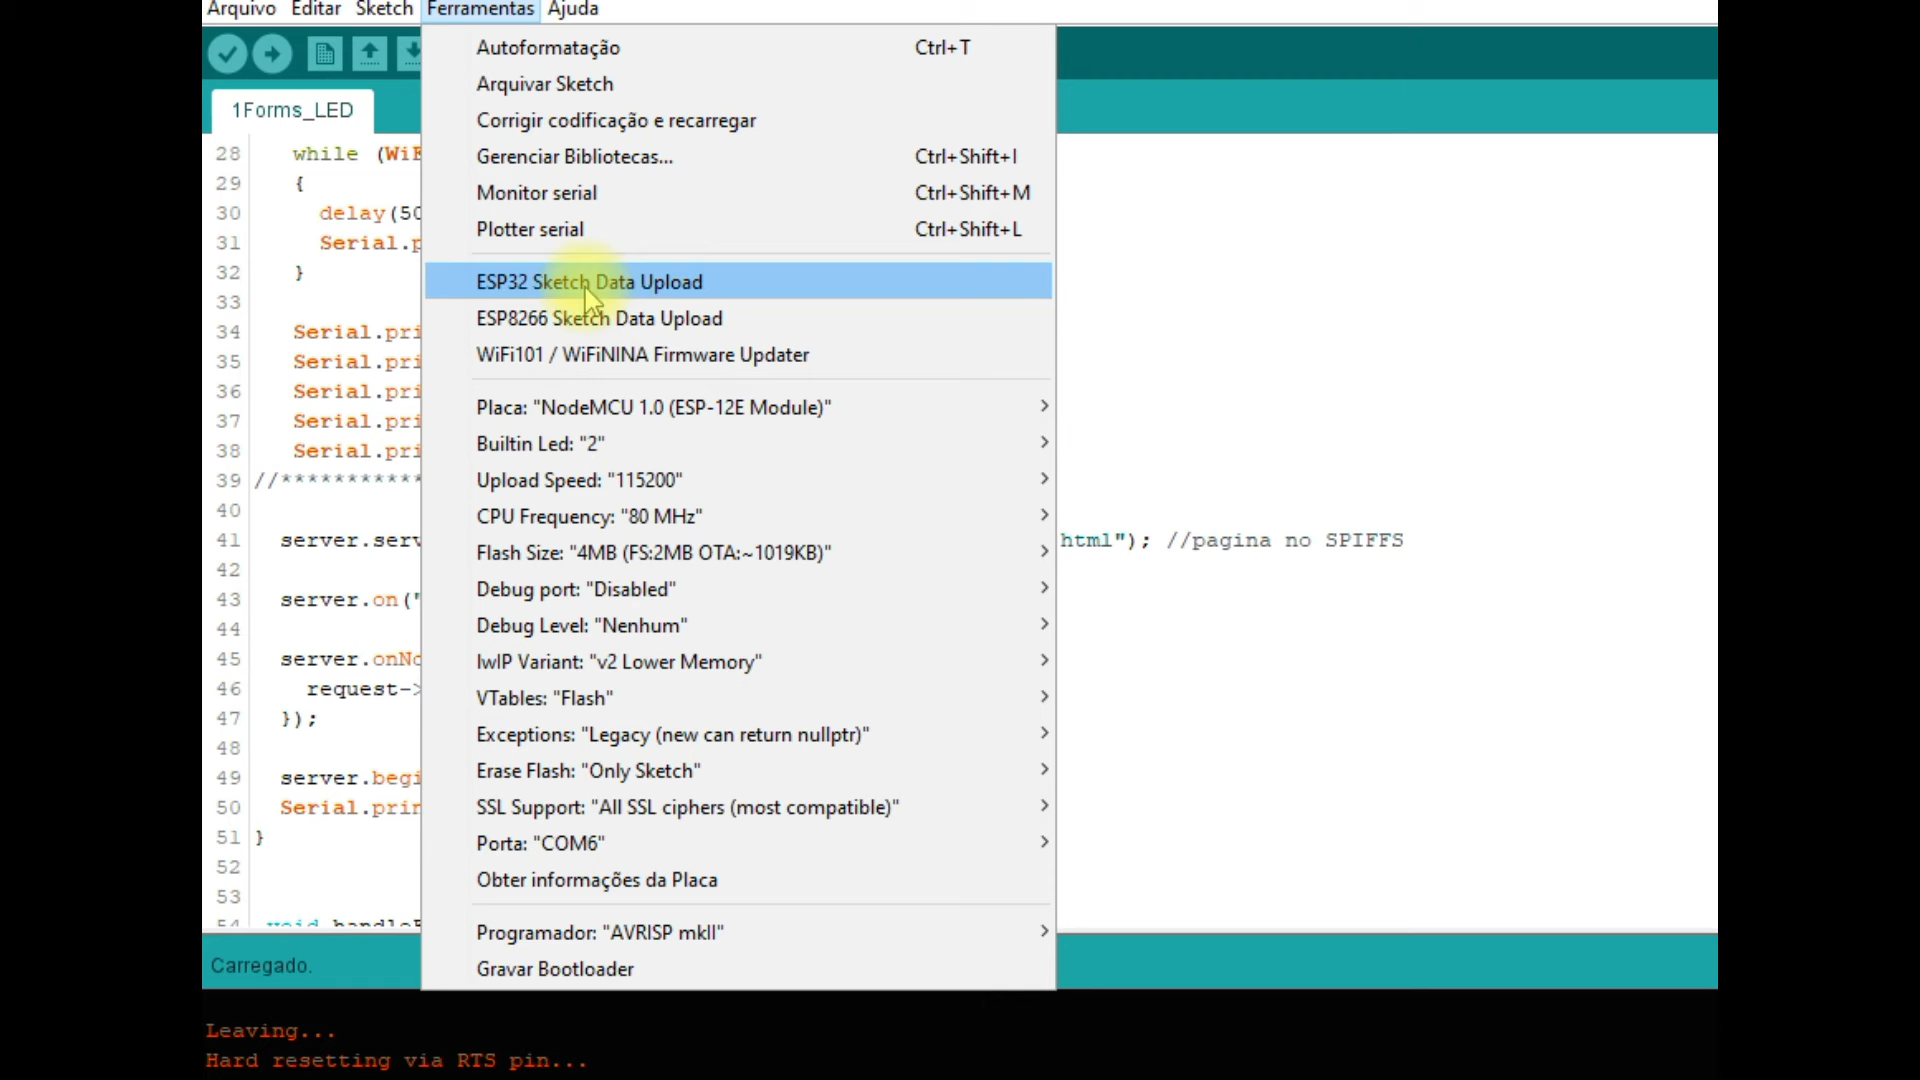 Arquivo Editar Sketch Ferramentas Ajuda
1Forms_LED
Autoformatação Ctrl+T
Arquivar Sketch
Corrigir codificação e recarregar
Gerenciar Bibliotecas... Ctrl+Shift+I
Monitor serial Ctrl+Shift+M
Plotter serial Ctrl+Shift+L
ESP32 Sketch Data Upload
ESP8266 Sketch Data Upload
WiFi101 / WiFiNINA Firmware Updater
Placa: "NodeMCU 1.0 (ESP-12E Module)"
Builtin Led: "2"
Upload Speed: "115200"
CPU Frequency: "80 MHz"
Flash Size: "4MB (FS:2MB OTA:~1019KB)"
Debug port: "Disabled"
Debug Level: "Nenhum"
lwIP Variant: "v2 Lower Memory"
VTables: "Flash"
Exceptions: "Legacy (new can return nullptr)"
Erase Flash: "Only Sketch"
SSL Support: "All SSL ciphers (most compatible)"
Porta: "COM6"
Obter informações da Placa
Programador: "AVRISP mkII"
Gravar Bootloader
28 while (WiF
29 {
30 delay(50
31 Serial.p
32 }
33
34 Serial.pri
35 Serial.pri
36 Serial.pri
37 Serial.pri
38 Serial.pri
39 //***********
40
41 server.serv html"); //pagina no SPIFFS
42
43 server.on("
44
45 server.onNo
46 request->
47 });
48
49 server.begi
50 Serial.prin
51 }
52
53
54 void handle
Carregado.
Leaving...
Hard resetting via RTS pin...